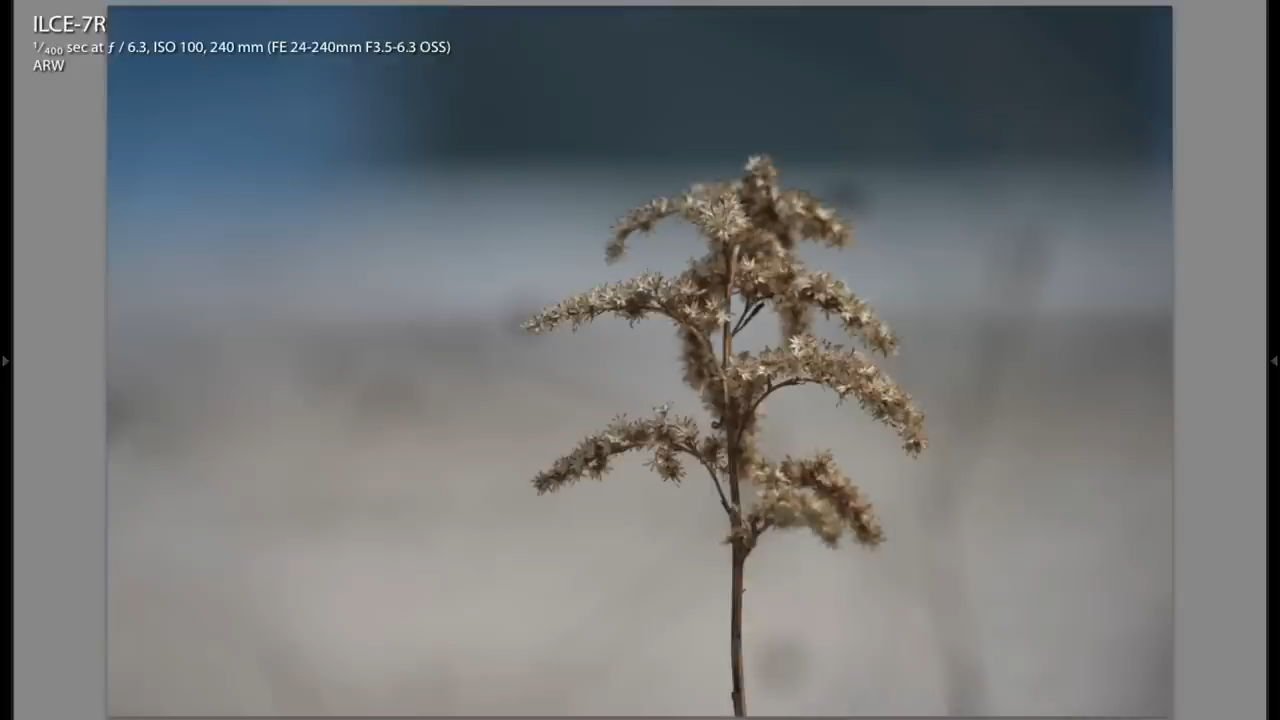 ILCE-7R
1/400 sec at ƒ / 6.3, ISO 100, 240 mm (FE 24-240mm F3.5-6.3 OSS)
ARW